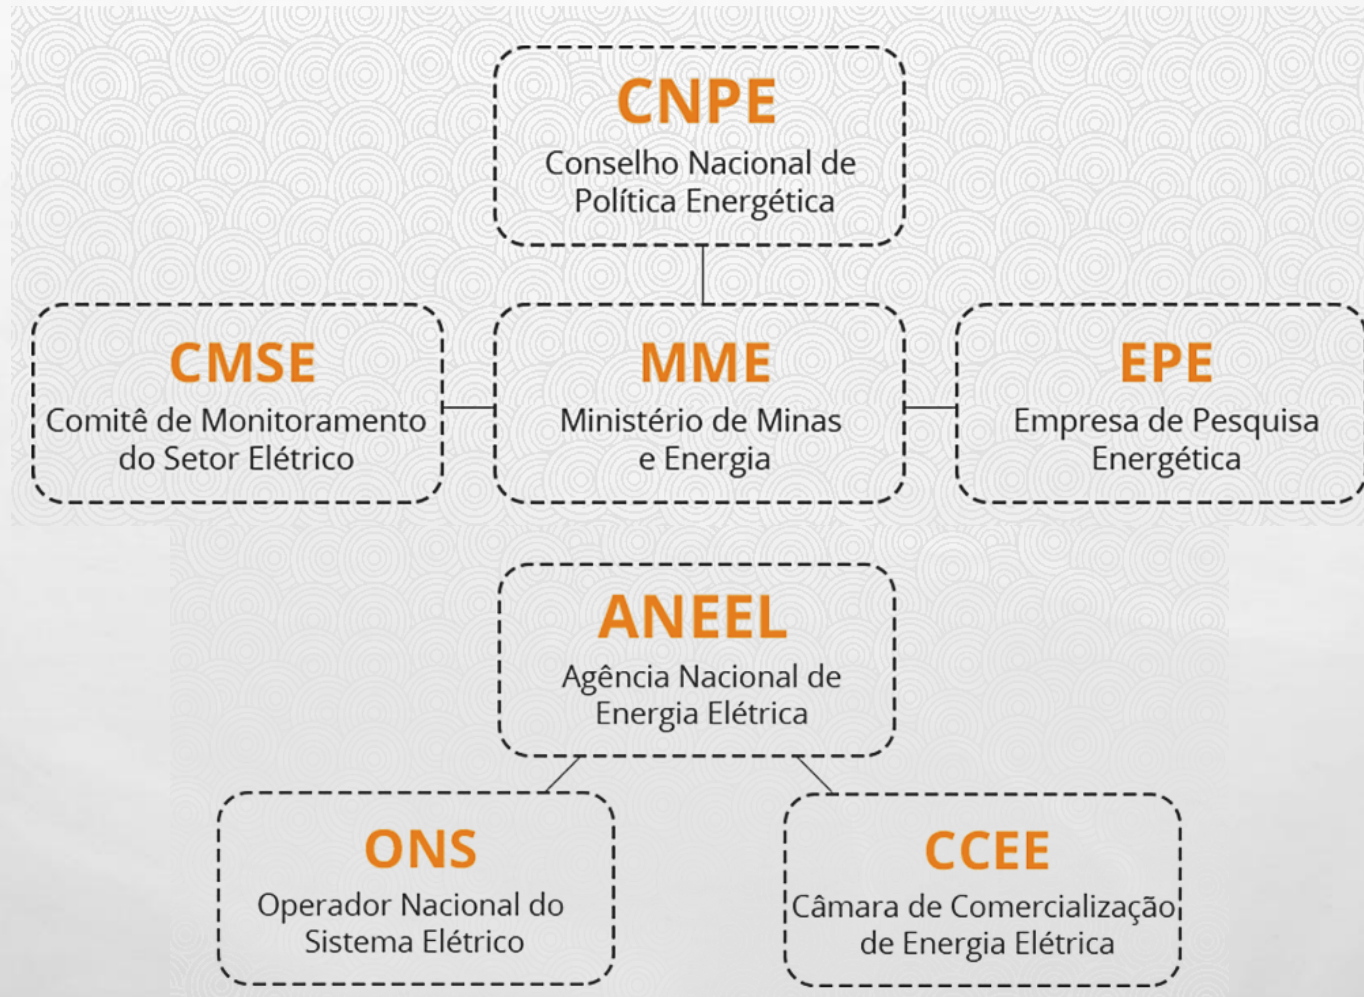 CNPE
Conselho Nacional de
Política Energética
CMSE
Comitê de Monitoramento
do Setor Elétrico
MME
Ministério de Minas
e Energia
EPE
Empresa de Pesquisa
Energética
ANEEL
Agência Nacional de
Energia Elétrica
ONS
Operador Nacional do
Sistema Elétrico
CCEE
Câmara de Comercialização
de Energia Elétrica